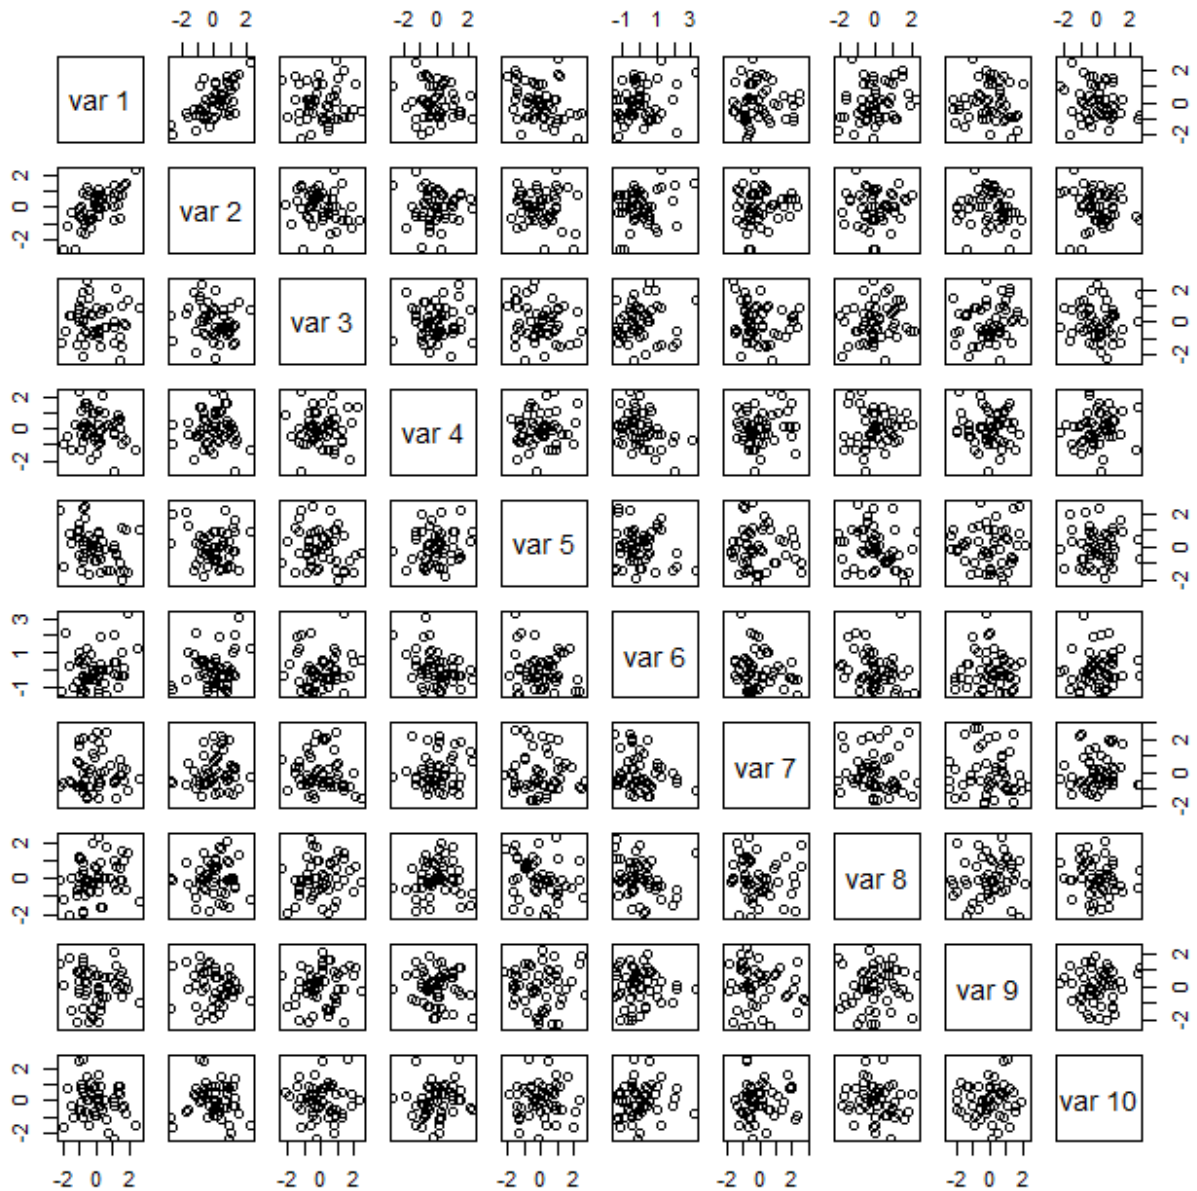 -2 0 2 -2 0 2 -1 1 3 -2 0 2 -2 0 2
var 1 -2 0 2
-2 0 2 var 2
var 3 -2 0 2
-2 0 2 var 4
var 5 -2 0 2
-1 1 3 var 6
var 7 -2 0 2
-2 0 2 var 8
var 9 -2 0 2
-2 0 2 var 10
-2 0 2 -2 0 2 -2 0 2 -2 0 2 -2 0 2